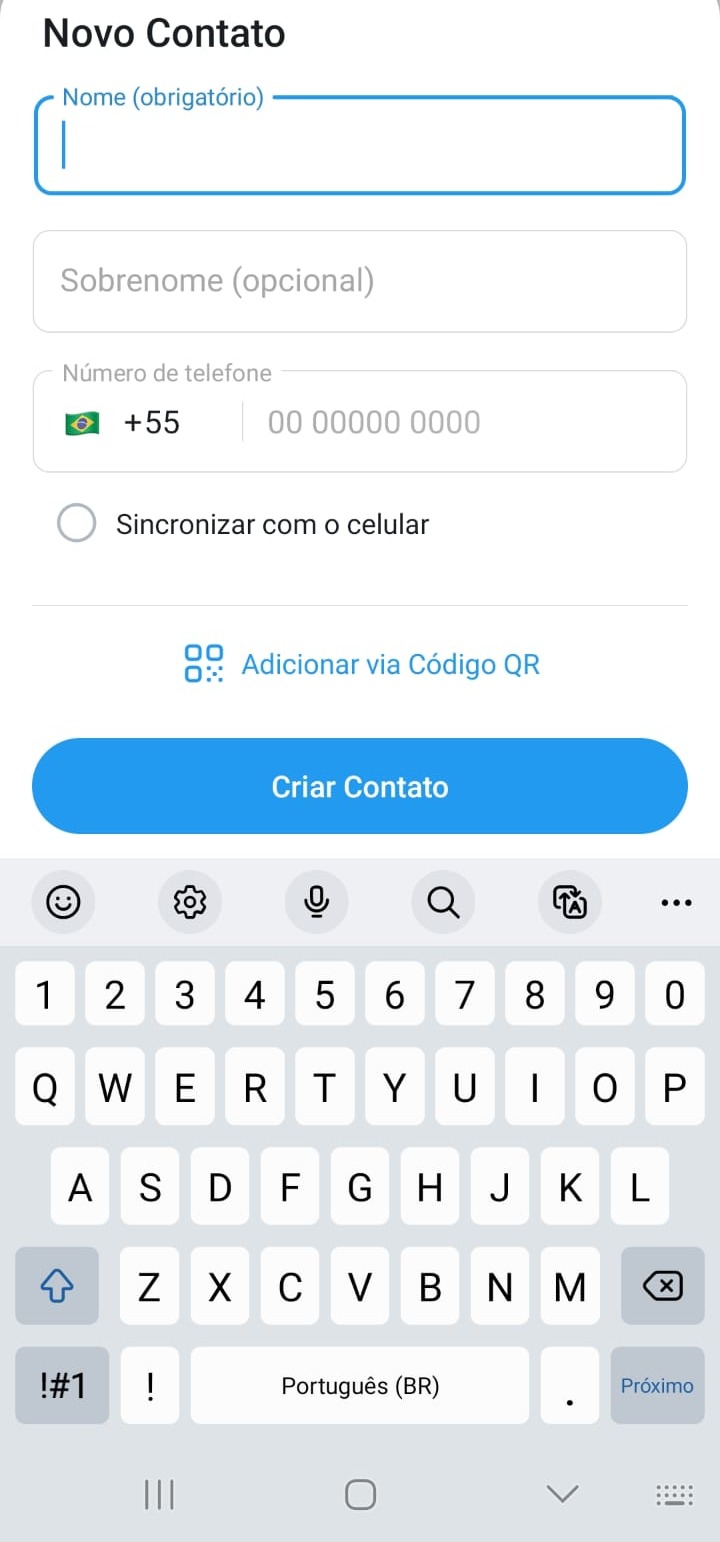 Novo Contato
Nome (obrigatório)
Sobrenome (opcional)
Número de telefone
+55 00 00000 0000
Sincronizar com o celular
Adicionar via Código QR
Criar Contato
1 2 3 4 5 6 7 8 9 0
Q W E R T Y U I O P
A S D F G H J K L
Z X C V B N M
!#1 ! Português (BR) . Próximo